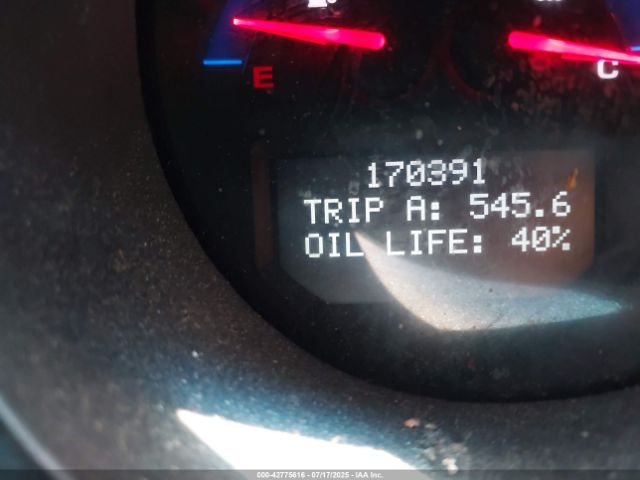 E
C
170391
TRIP A: 545.6
OIL LIFE: 40%
000-42775616 - 07/17/2025 - IAA Inc.